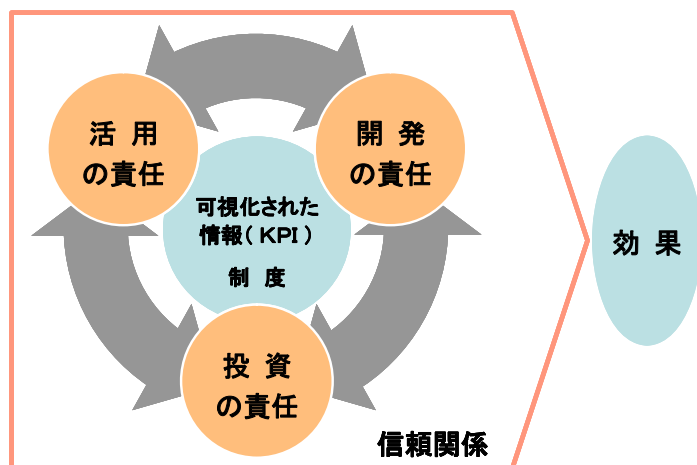 活 用
の責任
開 発
の責任
可視化された
情報( KPI )
制 度
効 果
投 資
の責任
信頼関係